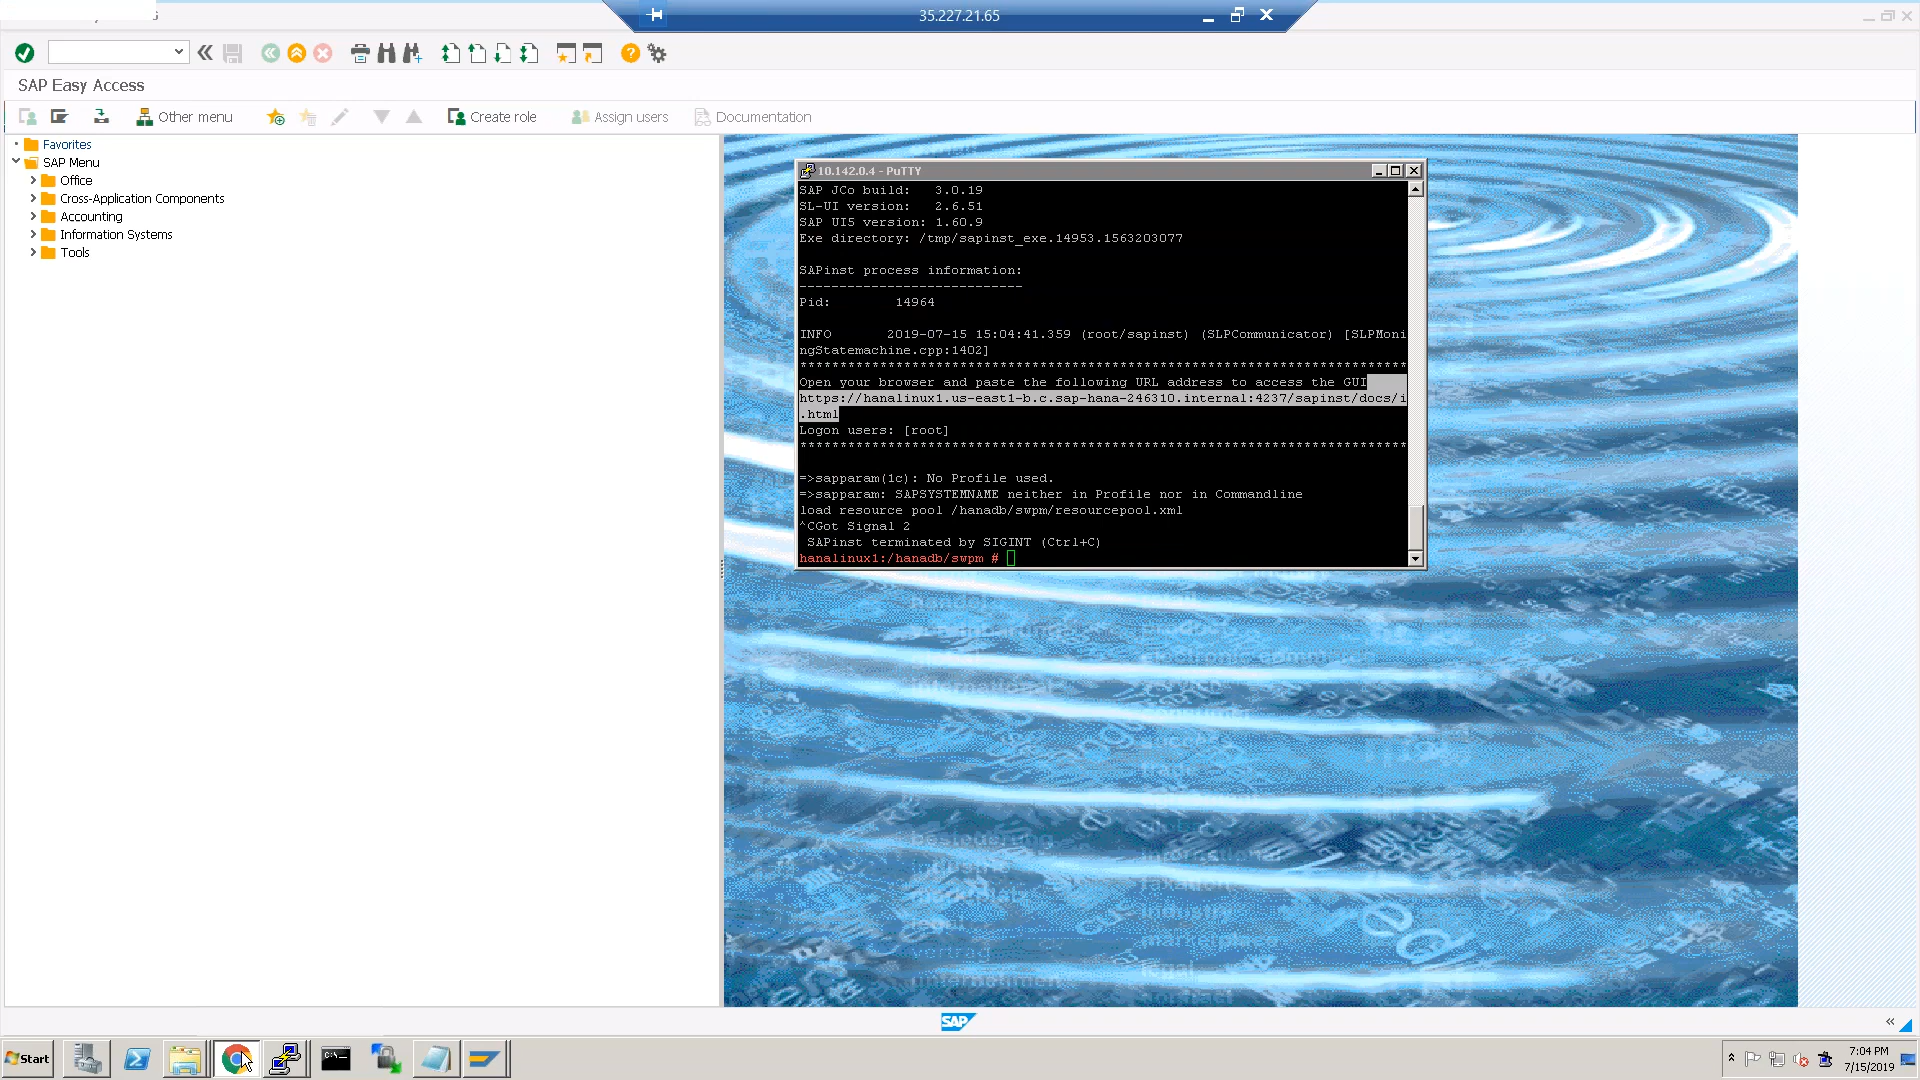 35.227.21.65
SAP Easy Access
Other menu
Create role
Assign users
Documentation
Favorites
SAP Menu
Office
Cross-Application Components
Accounting
Information Systems
Tools
10.142.0.4 - PuTTY
SAP JCo build: 3.0.19
SL-UI version: 2.6.51
SAP UI5 version: 1.60.9
Exe directory: /tmp/sapinst_exe.14953.1563203077
SAPinst process information:
----------------------------
Pid: 14964
INFO 2019-07-15 15:04:41.359 (root/sapinst) (SLPCommunicator) [SLPMoni
ngStatemachine.cpp:1402]
****************************************************************************
Open your browser and paste the following URL address to access the GUI
https://hanalinux1.us-east1-b.c.sap-hana-246310.internal:4237/sapinst/docs/i
.html
Logon users: [root]
****************************************************************************
=>sapparam(1c): No Profile used.
=>sapparam: SAPSYSTEMNAME neither in Profile nor in Commandline
load resource pool /hanadb/swpm/resourcepool.xml
^CGot Signal 2
SAPinst terminated by SIGINT (Ctrl+C)
hanalinux1:/hanadb/swpm #
SAP
Start
C:\_
7:04 PM
7/15/2019